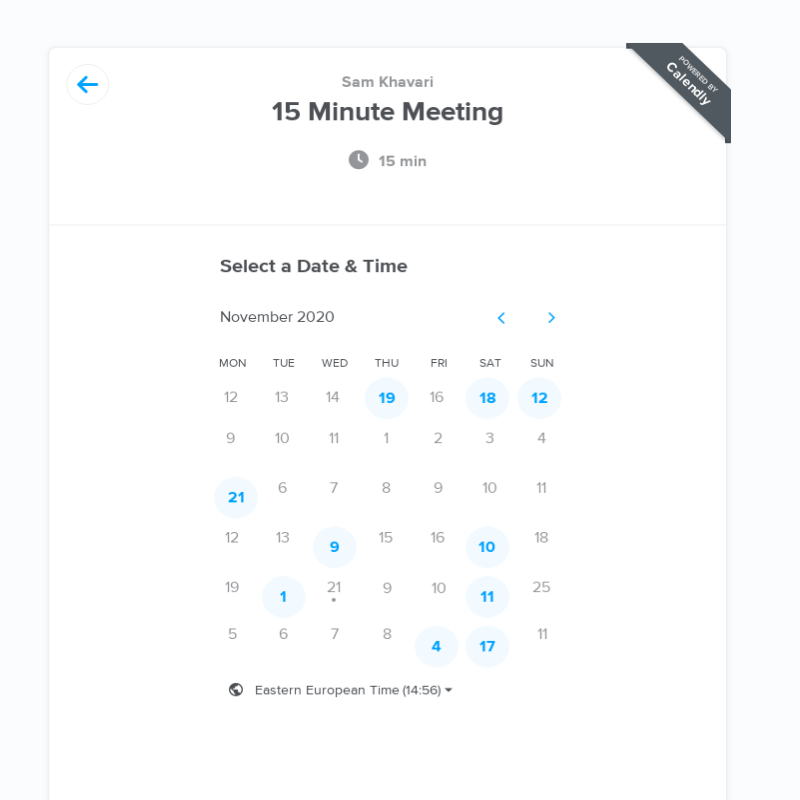 POWERED BY
Calendly
Sam Khavari
15 Minute Meeting
15 min
Select a Date & Time
November 2020
MON TUE WED THU FRI SAT SUN
12 13 14 19 16 18 12
9 10 11 1 2 3 4
21 6 7 8 9 10 11
12 13 9 15 16 10 18
19 1 21 9 10 11 25
5 6 7 8 4 17 11
Eastern European Time (14:56)